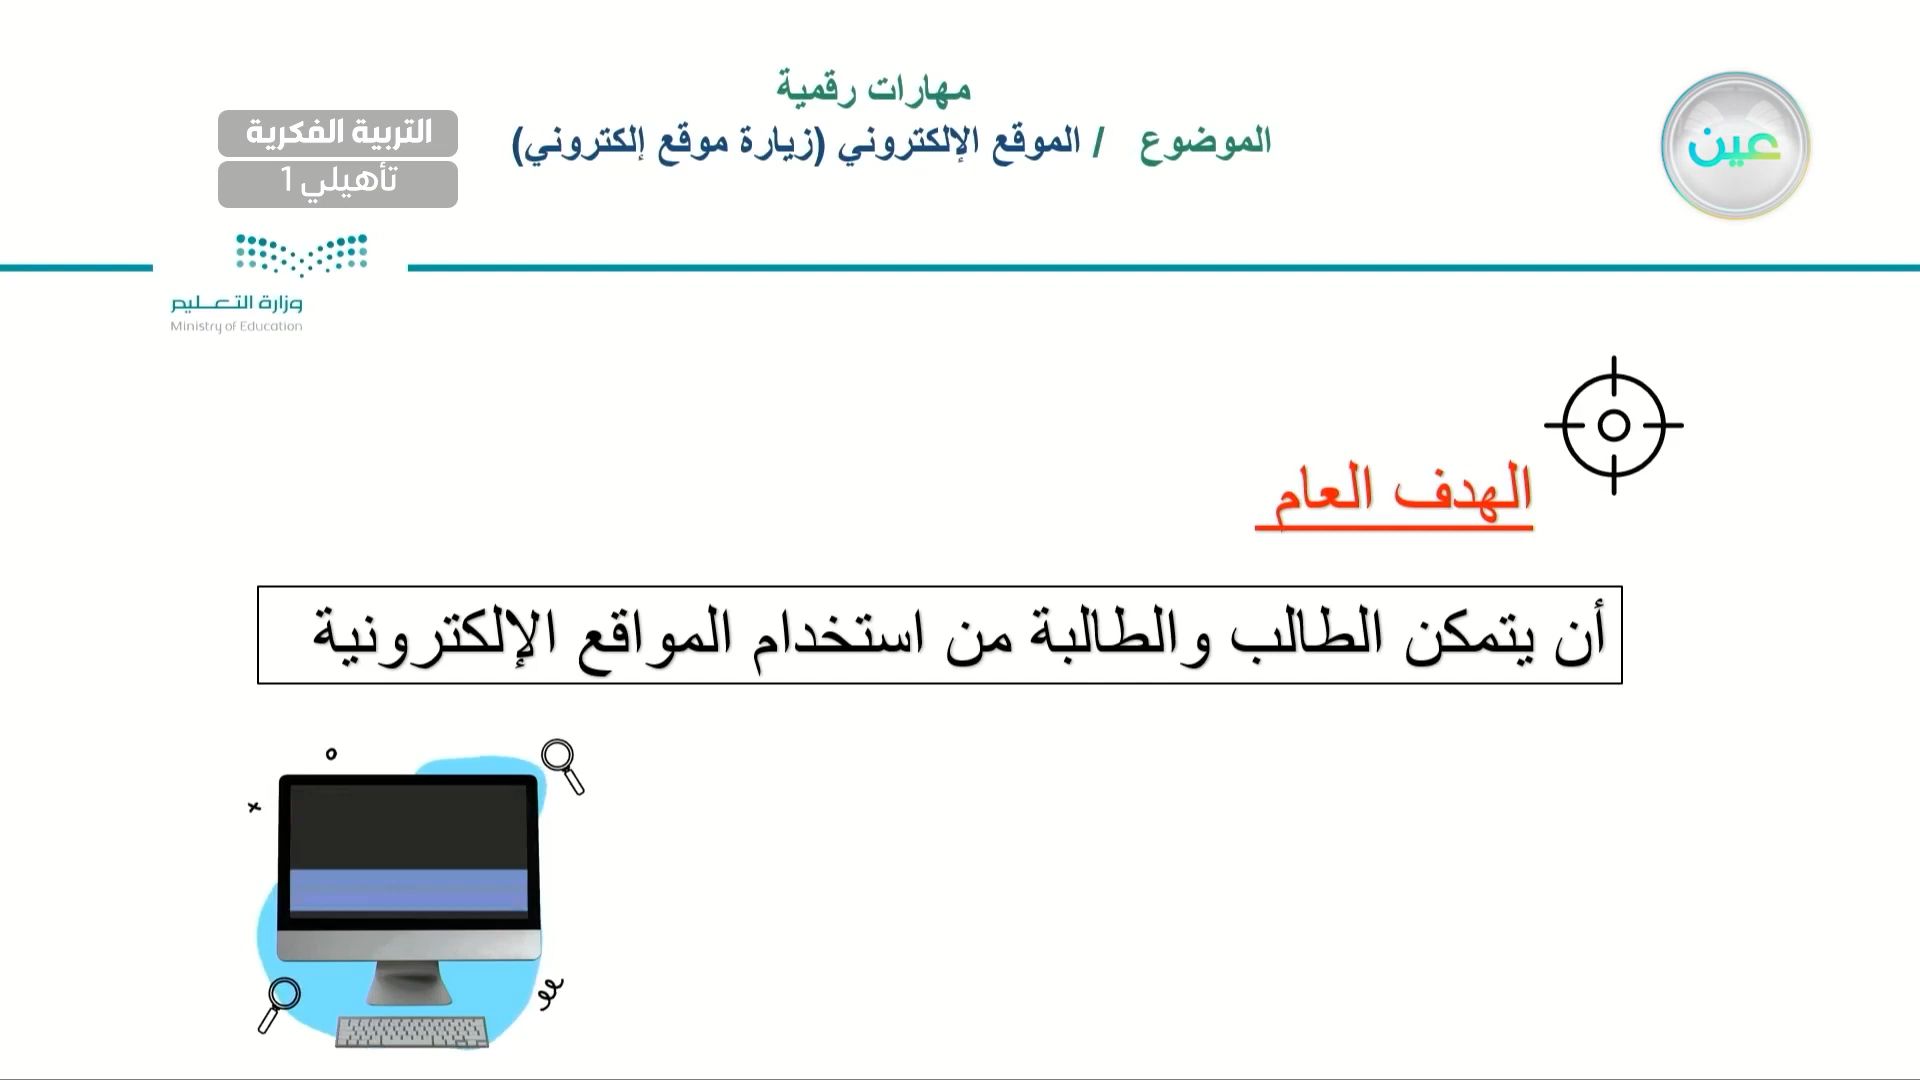 مهارات رقمية
الموضوع / الموقع الإلكتروني (زيارة موقع إلكتروني)
عين
التربية الفكرية
تأهيلي 1
وزارة التعليم
Ministry of Education
الهدف العام
أن يتمكن الطالب والطالبة من استخدام المواقع الإلكترونية